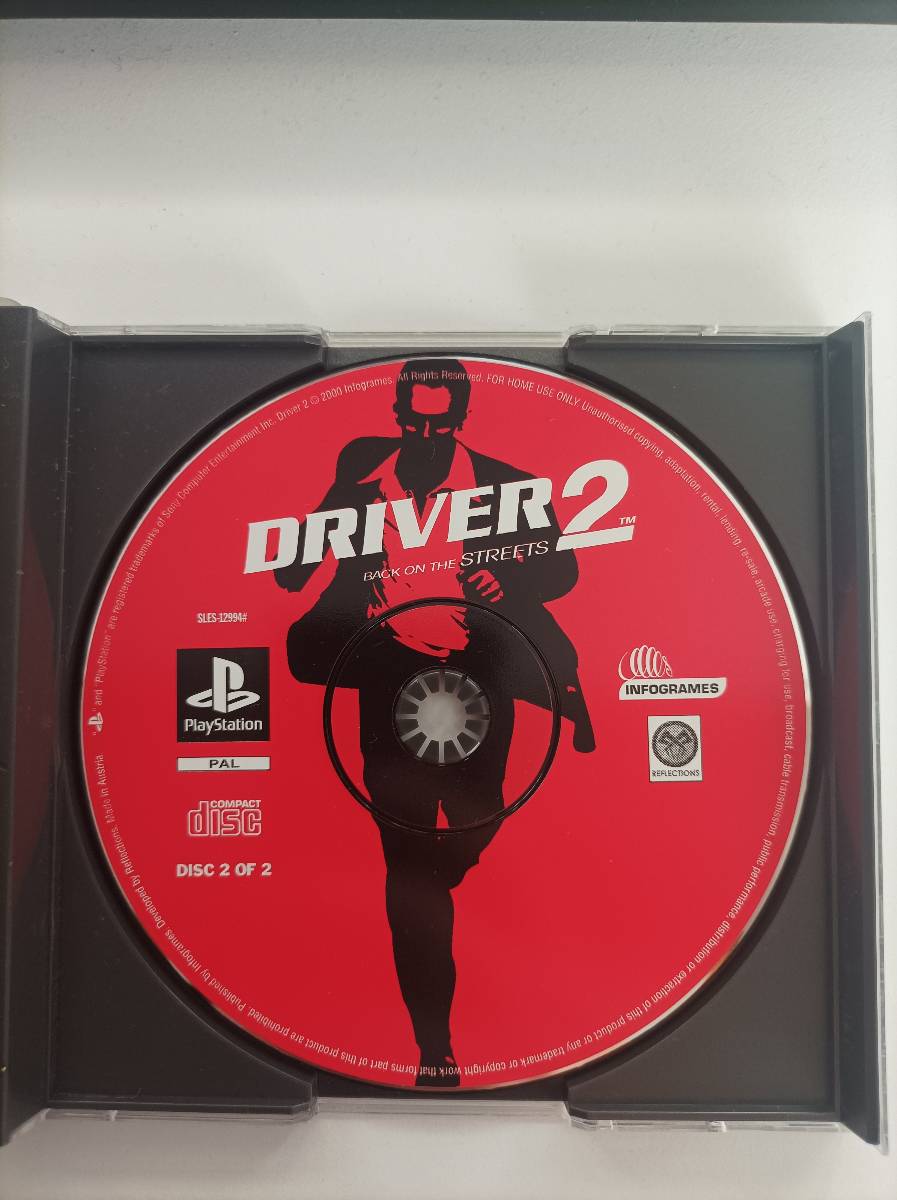 DRIVER 2™
BACK ON THE STREETS
SLES-12994#
PlayStation
PAL
COMPACT
disc
DISC 2 OF 2
INFOGRAMES
REFLECTIONS
" " and "PlayStation" are registered trademarks of Sony Computer Entertainment Inc. Driver 2 © 2000 Infogrames. All Rights Reserved. FOR HOME USE ONLY. Unauthorised copying, adaptation, rental, lending, re-sale, arcade use, charging for use, broadcast, cable transmission, public performance, distribution or extraction of this product or any trademark or copyright work that forms part of this product are prohibited. Published by Infogrames. Developed by Reflections. Made in Austria.